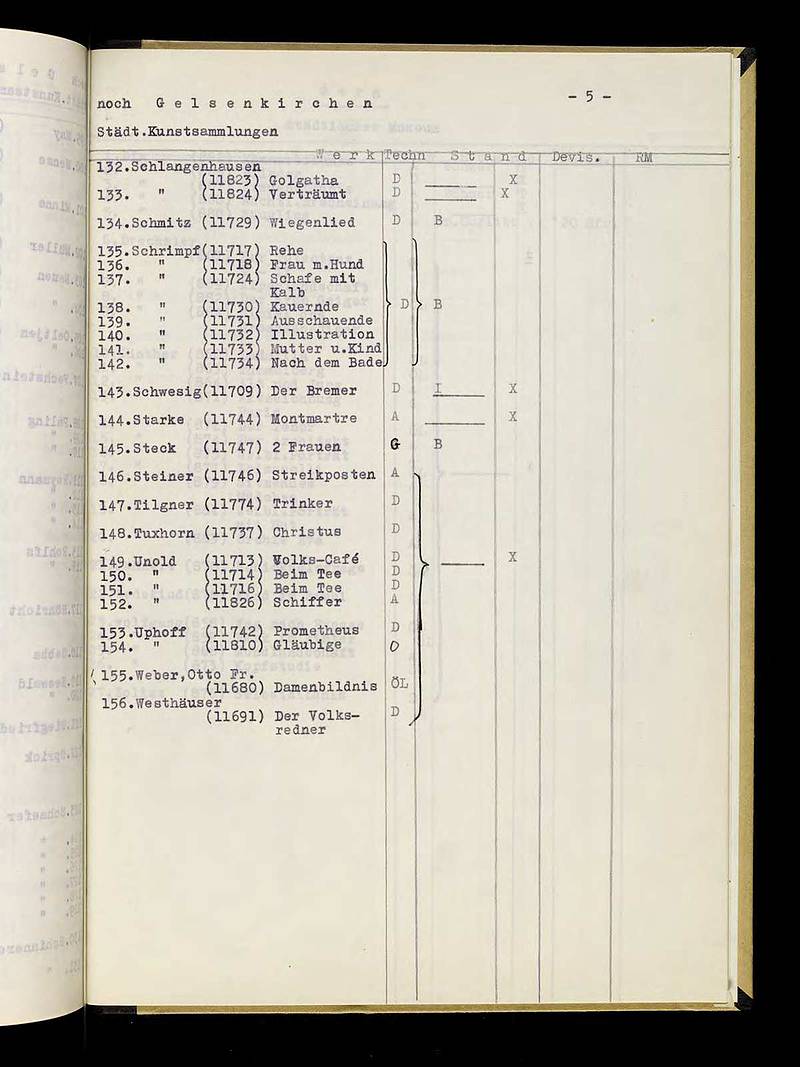 noch G e l s e n k i r c h e n - 5 -
Städt.Kunstsammlungen
W e r k Techn S t a n d Devis. RM
132.Schlangenhausen
(11823) Golgatha D X
133. " (11824) Verträumt D X
134.Schmitz (11729) Wiegenlied D B
135.Schrimpf(11717) Rehe
136. " (11718) Frau m.Hund
137. " (11724) Schafe mit
Kalb
138. " (11730) Kauernde D B
139. " (11731) Ausschauende
140. " (11732) Illustration
141. " (11733) Mutter u.Kind
142. " (11734) Nach dem Bade
143.Schwesig(11709) Der Bremer D I X
144.Starke (11744) Montmartre A X
145.Steck (11747) 2 Frauen G B
146.Steiner (11746) Streikposten A
147.Tilgner (11774) Trinker D
148.Tuxhorn (11737) Christus D
149.Unold (11713) Volks-Café D X
150. " (11714) Beim Tee D
151. " (11716) Beim Tee D
152. " (11826) Schiffer A
153.Uphoff (11742) Prometheus D
154. " (11810) Gläubige D
155.Weber,Otto Fr.
(11680) Damenbildnis ÖL
156.Westhäuser
(11691) Der Volks- D
redner